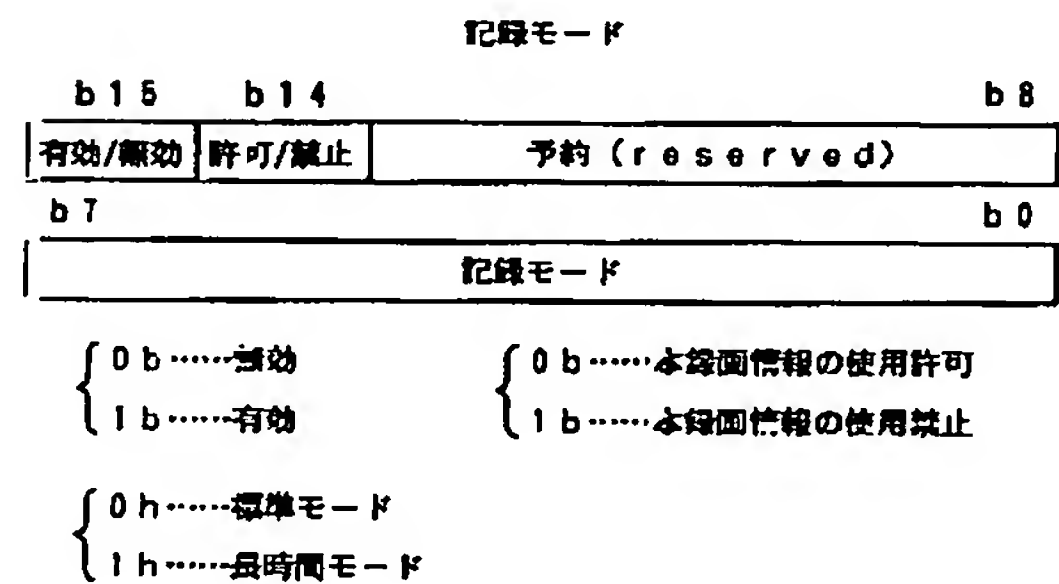 記録モード
b15 b14 b8
有効/無効 許可/禁止 予約(reserved)
b7 b0
記録モード
0b……無効 0b……本録画情報の使用許可
1b……有効 1b……本録画情報の使用禁止
0h……標準モード
1h……長時間モード